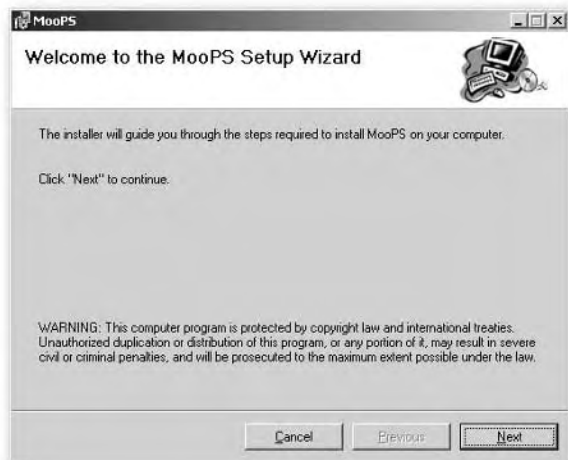 MooPS
Welcome to the MooPS Setup Wizard
The installer will guide you through the steps required to install MooPS on your computer.
Click "Next" to continue.
WARNING: This computer program is protected by copyright law and international treaties.
Unauthorized duplication or distribution of this program, or any portion of it, may result in severe
civil or criminal penalties, and will be prosecuted to the maximum extent possible under the law.
Cancel
Previous
Next